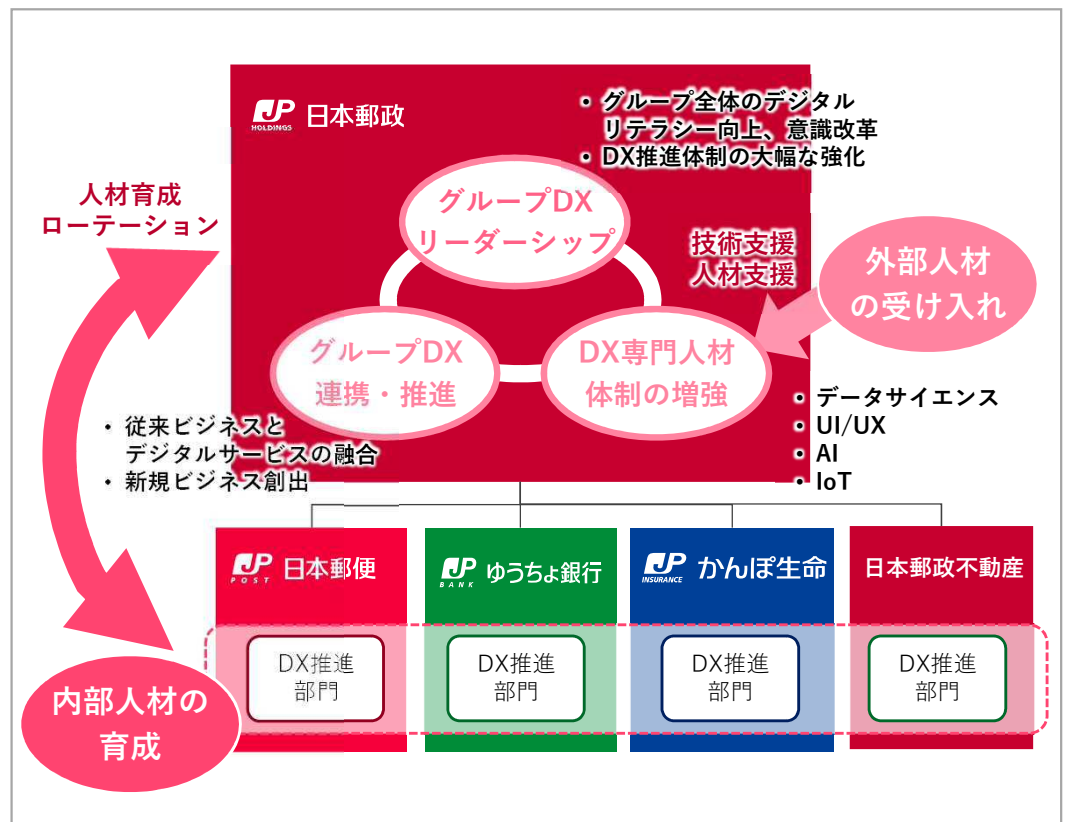 JP
HOLDINGS
日本郵政
・グループ全体のデジタル
リテラシー向上、意識改革
・DX推進体制の大幅な強化
人材育成
ローテーション
グループDX
リーダーシップ
技術支援
人材支援
外部人材
の受け入れ
グループDX
連携・推進
DX専門人材
体制の増強
・従来ビジネスと
デジタルサービスの融合
・新規ビジネス創出
・データサイエンス
・UI/UX
・AI
・IoT
JP
POST
日本郵便
JP
BANK
ゆうちょ銀行
JP
INSURANCE
かんぽ生命
日本郵政不動産
DX推進
部門
DX推進
部門
DX推進
部門
DX推進
部門
内部人材の
育成